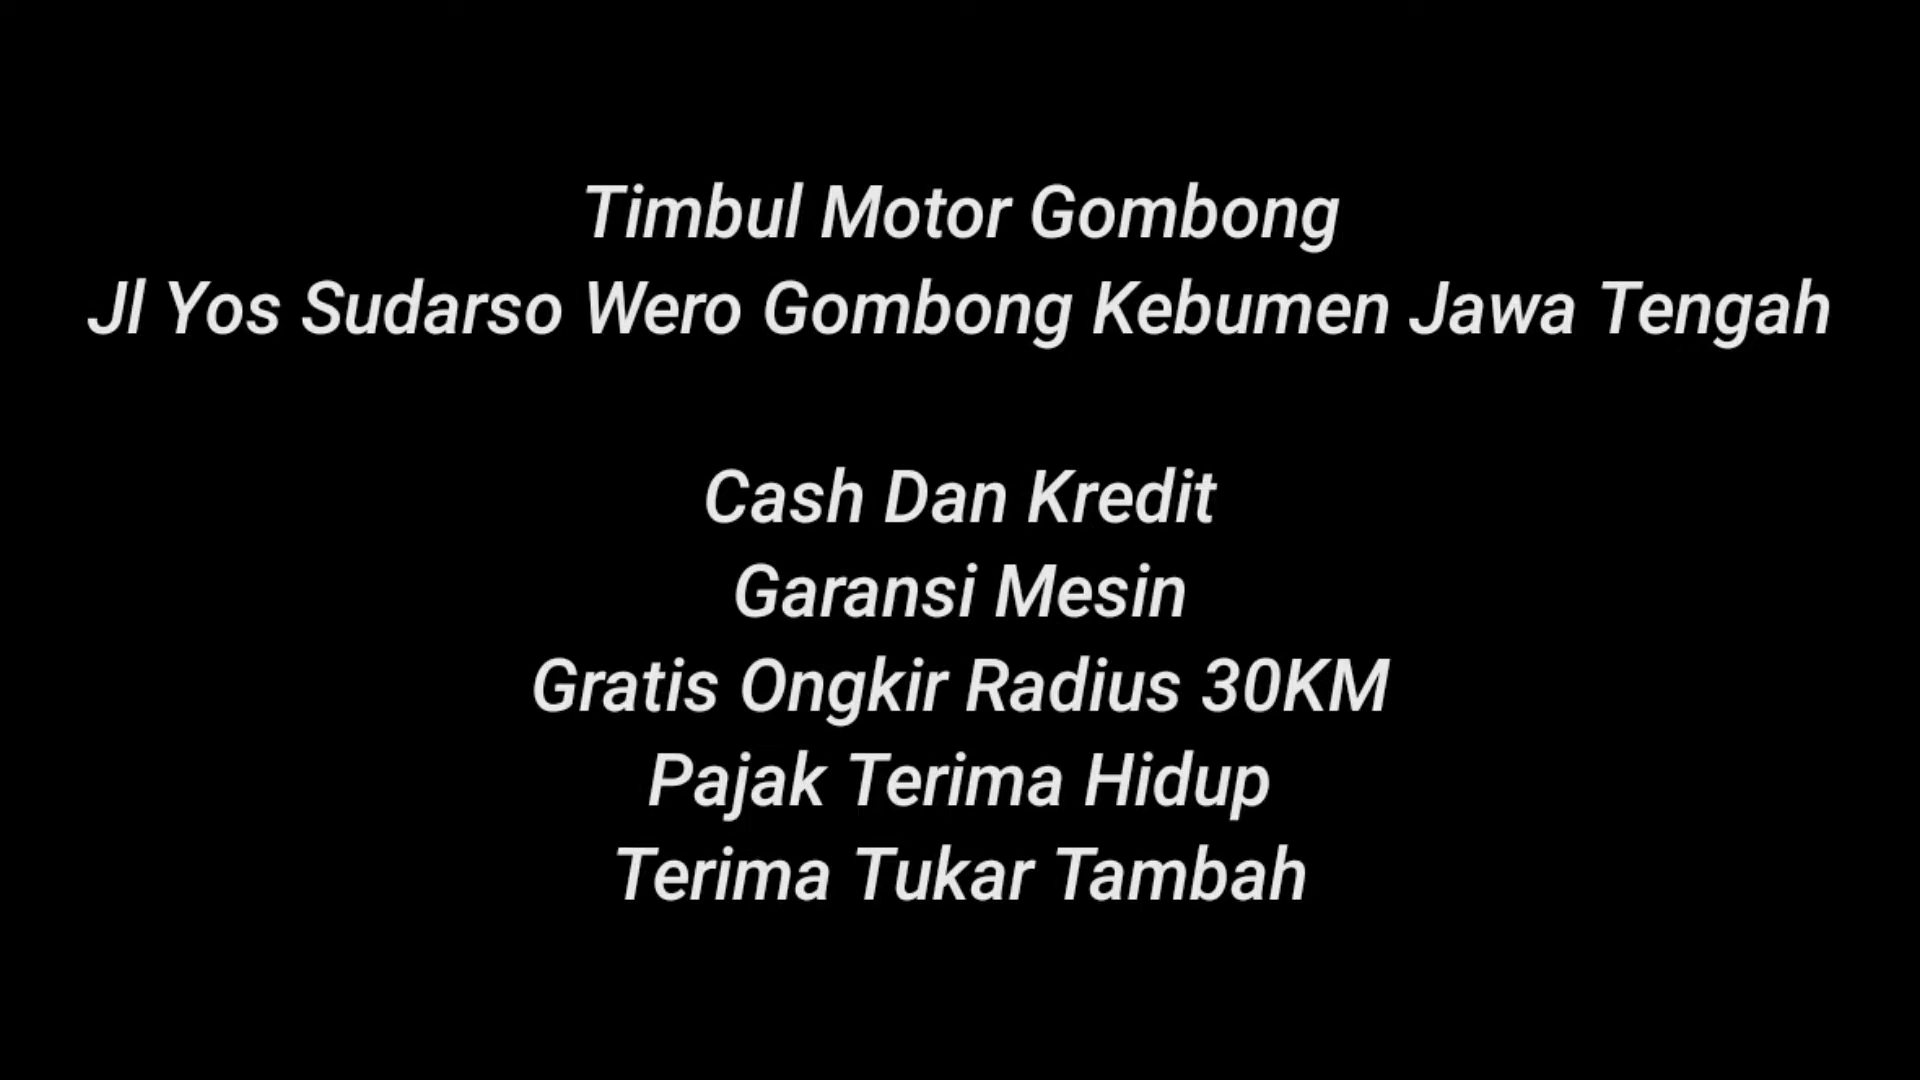 Timbul Motor Gombong
Jl Yos Sudarso Wero Gombong Kebumen Jawa Tengah
Cash Dan Kredit
Garansi Mesin
Gratis Ongkir Radius 30KM
Pajak Terima Hidup
Terima Tukar Tambah